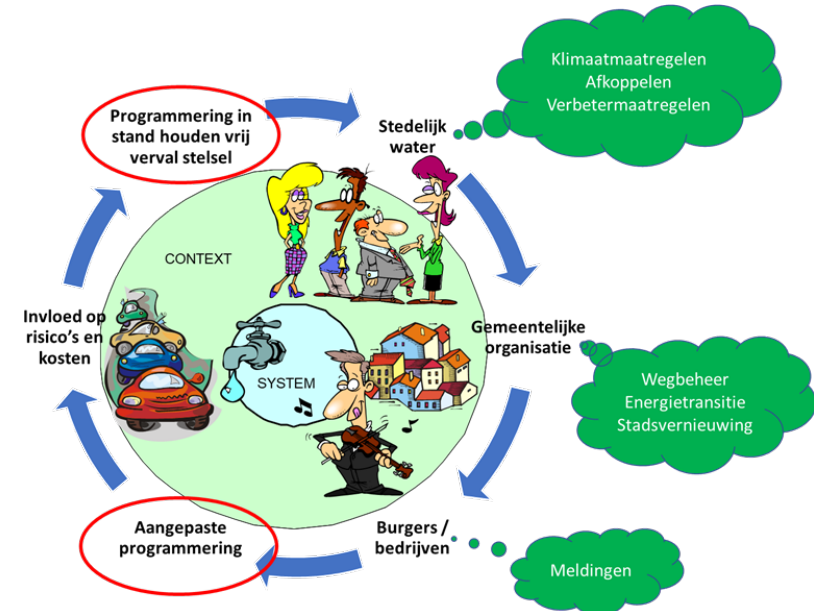 Klimaatmaatregelen
Afkoppelen
Verbetermaatregelen
Programmering in
stand houden vrij
verval stelsel
Stedelijk
water
CONTEXT
Invloed op
risico's en
kosten
SYSTEM
Gemeentelijke
organisatie
Wegbeheer
Energietransitie
Stadsvernieuwing
Aangepaste
programmering
Burgers /
bedrijven
Meldingen